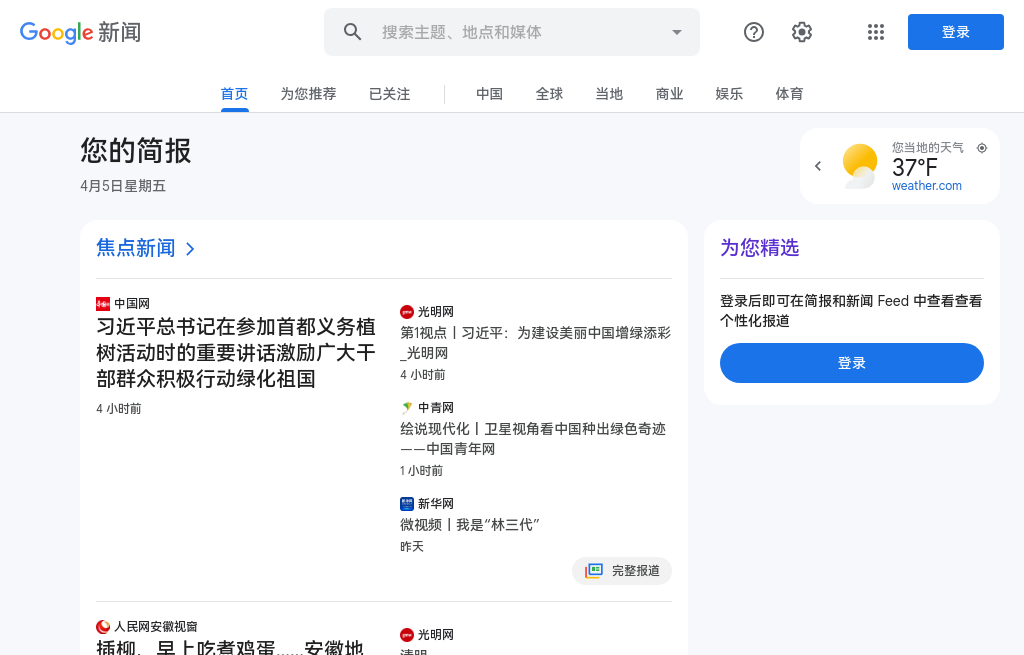 Google 新闻
搜索主题、地点和媒体
登录
首页
为您推荐
已关注
中国
全球
当地
商业
娱乐
体育
您的简报
4月5日星期五
您当地的天气
37°F
weather.com
焦点新闻
中国网
习近平总书记在参加首都义务植
树活动时的重要讲话激励广大干
部群众积极行动绿化祖国
4 小时前
光明网
第1视点丨习近平：为建设美丽中国增绿添彩
_光明网
4 小时前
中青网
绘说现代化丨卫星视角看中国种出绿色奇迹
——中国青年网
1 小时前
新华网
微视频丨我是“林三代”
昨天
完整报道
为您精选
登录后即可在简报和新闻 Feed 中查看查看
个性化报道
登录
人民网安徽视窗
插柳、早上吃煮鸡蛋……安徽地
光明网
清明